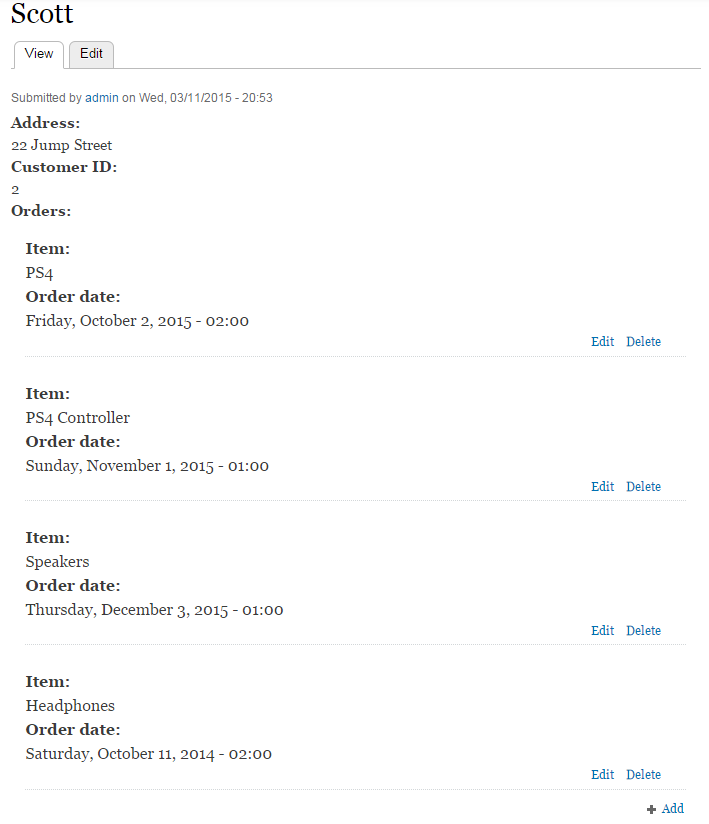 Scott
View Edit
Submitted by admin on Wed, 03/11/2015 - 20:53
Address:
22 Jump Street
Customer ID:
2
Orders:
Item:
PS4
Order date:
Friday, October 2, 2015 - 02:00
Edit Delete
Item:
PS4 Controller
Order date:
Sunday, November 1, 2015 - 01:00
Edit Delete
Item:
Speakers
Order date:
Thursday, December 3, 2015 - 01:00
Edit Delete
Item:
Headphones
Order date:
Saturday, October 11, 2014 - 02:00
Edit Delete
Add